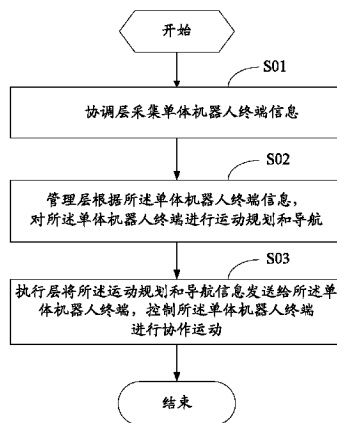 开始
S01
协调层采集单体机器人终端信息
S02
管理层根据所述单体机器人终端信息，
对所述单体机器人终端进行运动规划和导航
S03
执行层将所述运动规划和导航信息发送给所述单
体机器人终端，控制所述单体机器人终端
进行协作运动
结束